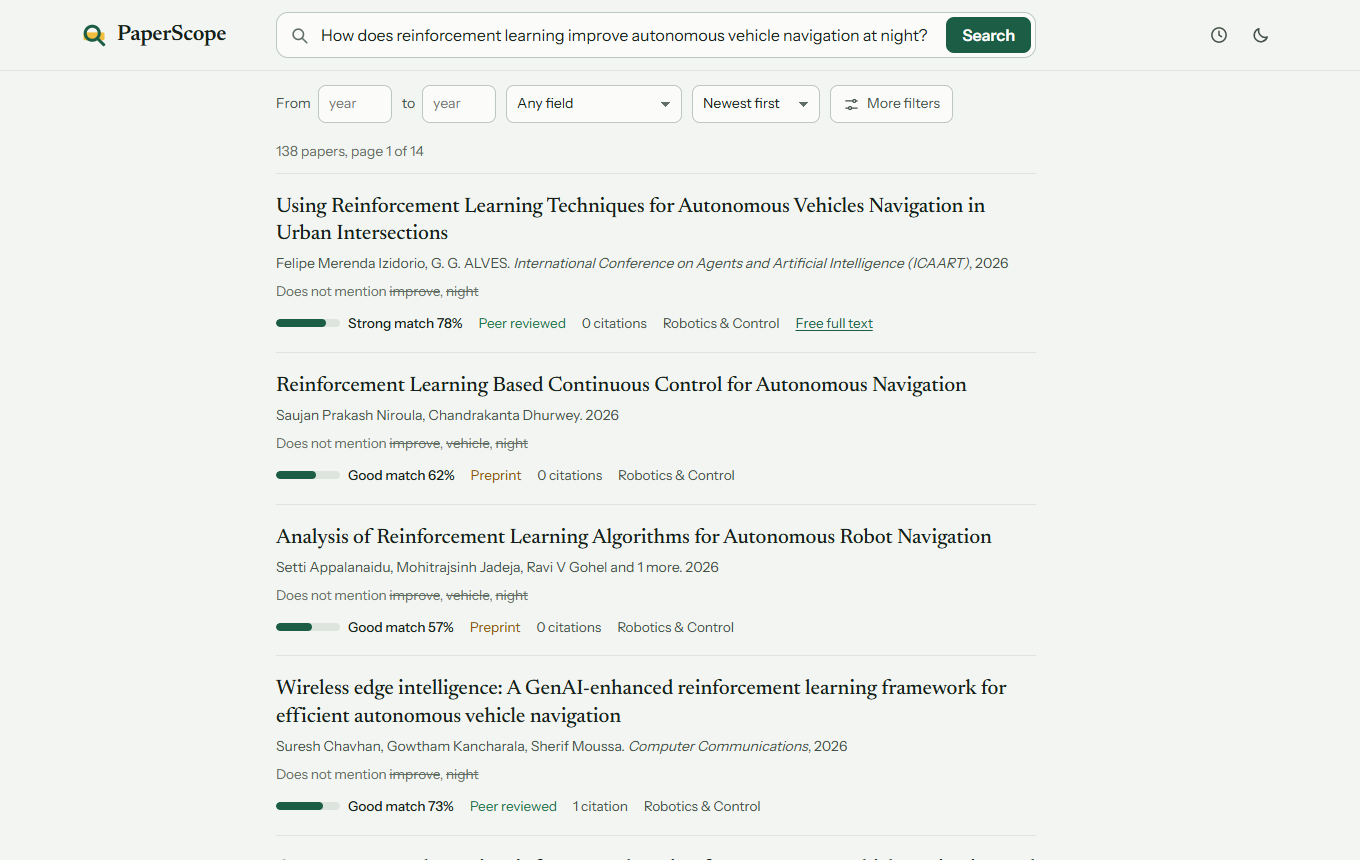 PaperScope
How does reinforcement learning improve autonomous vehicle navigation at night?
Search
From year to year Any field Newest first More filters
138 papers, page 1 of 14
Using Reinforcement Learning Techniques for Autonomous Vehicles Navigation in
Urban Intersections
Felipe Merenda Izidorio, G. G. ALVES. International Conference on Agents and Artificial Intelligence (ICAART), 2026
Does not mention improve, night
Strong match 78% Peer reviewed 0 citations Robotics & Control Free full text
Reinforcement Learning Based Continuous Control for Autonomous Navigation
Saujan Prakash Niroula, Chandrakanta Dhurwey. 2026
Does not mention improve, vehicle, night
Good match 62% Preprint 0 citations Robotics & Control
Analysis of Reinforcement Learning Algorithms for Autonomous Robot Navigation
Setti Appalanaidu, Mohitrajsinh Jadeja, Ravi V Gohel and 1 more. 2026
Does not mention improve, vehicle, night
Good match 57% Preprint 0 citations Robotics & Control
Wireless edge intelligence: A GenAI-enhanced reinforcement learning framework for
efficient autonomous vehicle navigation
Suresh Chavhan, Gowtham Kancharala, Sherif Moussa. Computer Communications, 2026
Does not mention improve, night
Good match 73% Peer reviewed 1 citation Robotics & Control